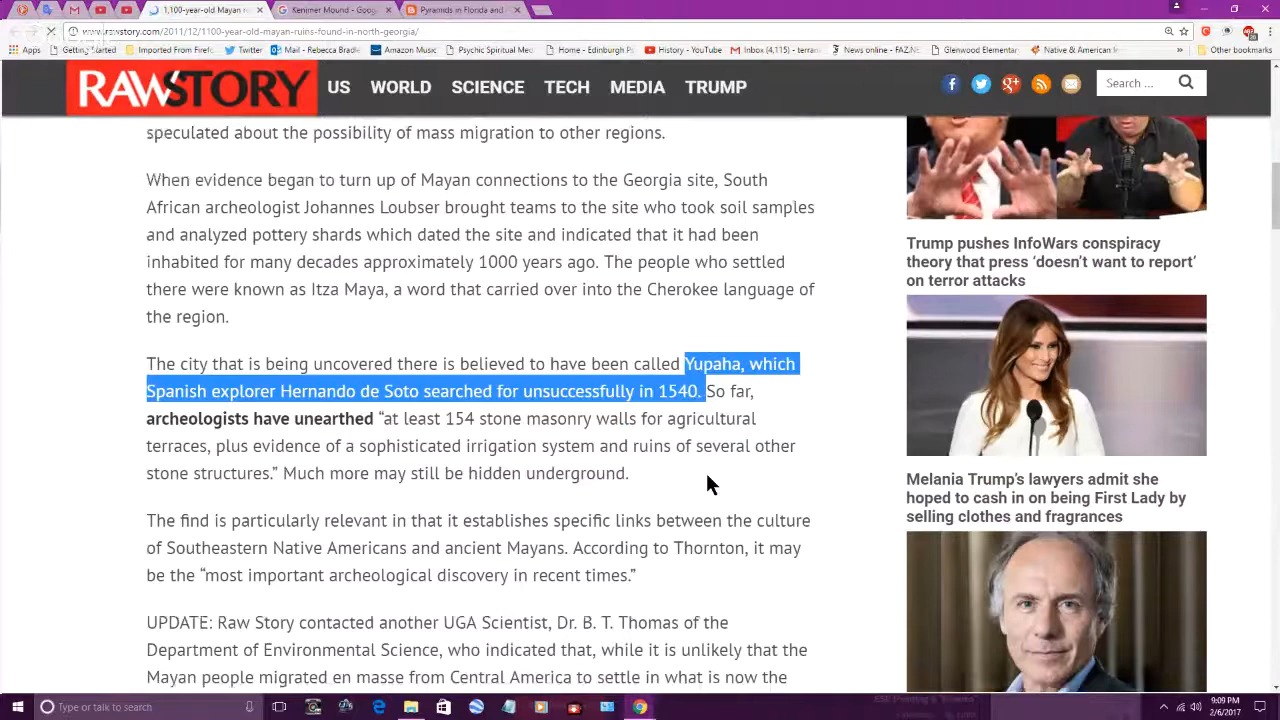 1,100-year old Mayan r
Kenimer Mound - Goog
Pyramids in Florida and
www.rawstory.com/2011/12/1100-year-old-mayan-ruins-found-in-north-georgia/
Apps
Getting Started
Imported From Firefo
Mail - Rebecca Bradle
Amazon Music
Psychic Spiritual Med
Home - Edinburgh P
History - YouTube
Inbox (4,115)
News online - FAZ.NE
Glenwood Elementar
Native American
Other bookmarks
RAW STORY
US WORLD SCIENCE TECH MEDIA TRUMP
Search ...
speculated about the possibility of mass migration to other regions.
When evidence began to turn up of Mayan connections to the Georgia site, South
African archeologist Johannes Loubser brought teams to the site who took soil samples
and analyzed pottery shards which dated the site and indicated that it had been
inhabited for many decades approximately 1000 years ago. The people who settled
there were known as Itza Maya, a word that carried over into the Cherokee language of
the region.
The city that is being uncovered there is believed to have been called Yupaha, which
Spanish explorer Hernando de Soto searched for unsuccessfully in 1540. So far,
archeologists have unearthed “at least 154 stone masonry walls for agricultural
terraces, plus evidence of a sophisticated irrigation system and ruins of several other
stone structures.” Much more may still be hidden underground.
The find is particularly relevant in that it establishes specific links between the culture
of Southeastern Native Americans and ancient Mayans. According to Thornton, it may
be the “most important archeological discovery in recent times.”
UPDATE: Raw Story contacted another UGA Scientist, Dr. B. T. Thomas of the
Department of Environmental Science, who indicated that, while it is unlikely that the
Mayan people migrated en masse from Central America to settle in what is now the
Trump pushes InfoWars conspiracy
theory that press ‘doesn’t want to report’
on terror attacks
Melania Trump’s lawyers admit she
hoped to cash in on being First Lady by
selling clothes and fragrances
Type or talk to search
9:09 PM
2/6/2017